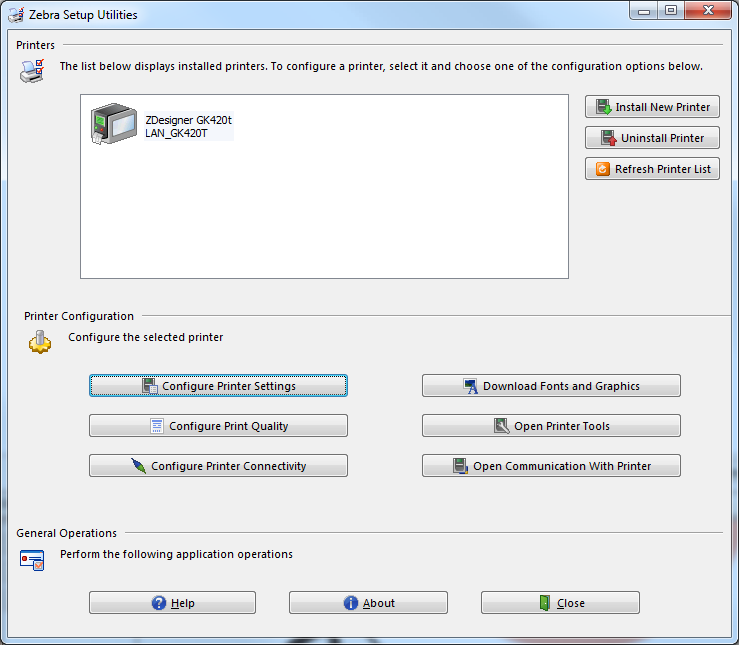 Zebra Setup Utilities
Printers
The list below displays installed printers. To configure a printer, select it and choose one of the configuration options below.
ZDesigner GK420t
LAN_GK420T
Install New Printer
Uninstall Printer
Refresh Printer List
Printer Configuration
Configure the selected printer
Configure Printer Settings
Download Fonts and Graphics
Configure Print Quality
Open Printer Tools
Configure Printer Connectivity
Open Communication With Printer
General Operations
Perform the following application operations
Help
About
Close